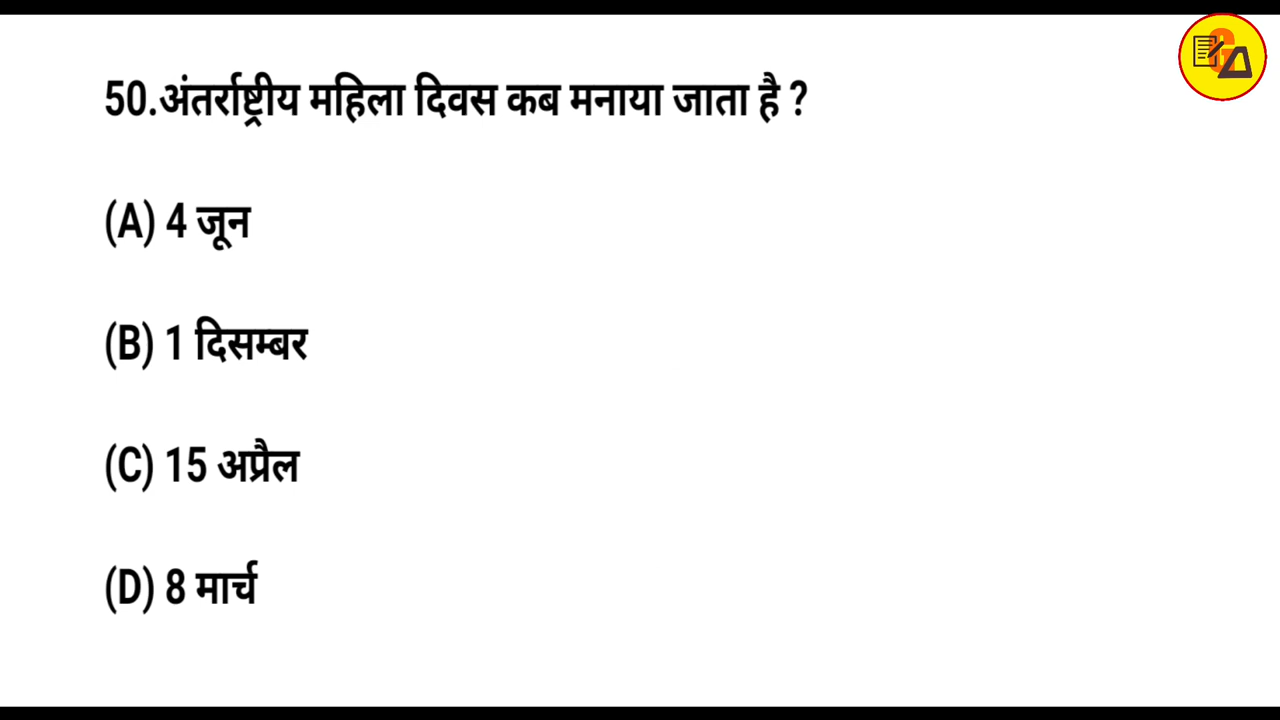 50.अंतर्राष्ट्रीय महिला दिवस कब मनाया जाता है ?
(A) 4 जून
(B) 1 दिसम्बर
(C) 15 अप्रैल
(D) 8 मार्च